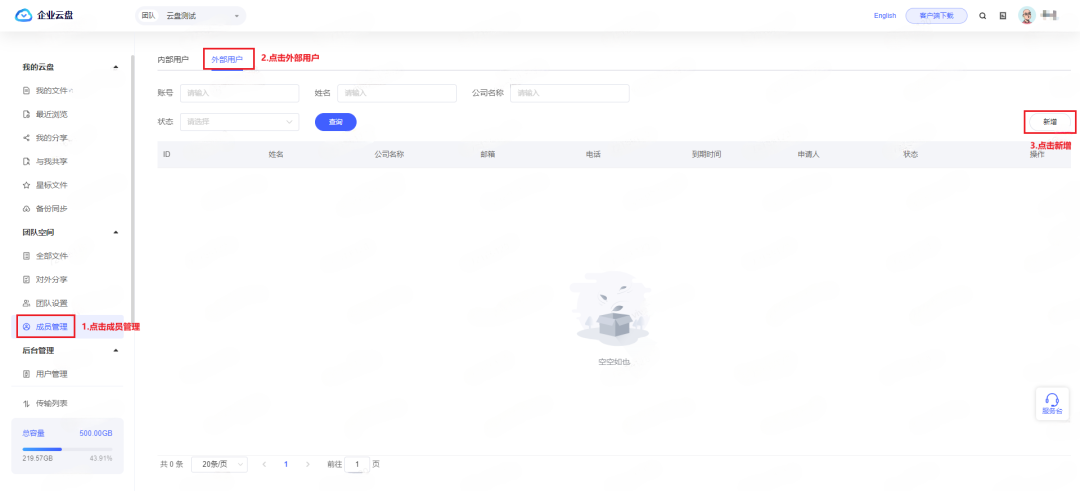 企业云盘
团队 云盘测试
English 客户端下载
我的云盘
我的文件
最近浏览
我的分享
与我共享
星标文件
备份同步
团队空间
全部文件
对外分享
团队设置
成员管理 1.点击成员管理
后台管理
用户管理
传输列表
总容量 500.00GB
219.57GB 43.91%
内部用户 外部用户 2.点击外部用户
账号 请输入 姓名 请输入 公司名称 请输入
状态 请选择 查询 新增
3.点击新增
ID 姓名 公司名称 邮箱 电话 到期时间 申请人 状态 操作
空空如也
服务台
共 0 条 20条/页 1 前往 1 页